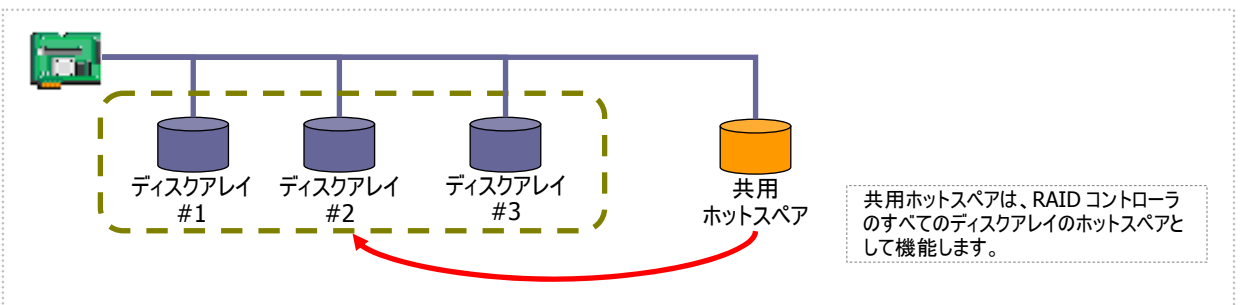 ディスクアレイ
#1
ディスクアレイ
#2
ディスクアレイ
#3
共用
ホットスペア
共用ホットスペアは、RAID コントローラ
のすべてのディスクアレイのホットスペアと
して機能します。